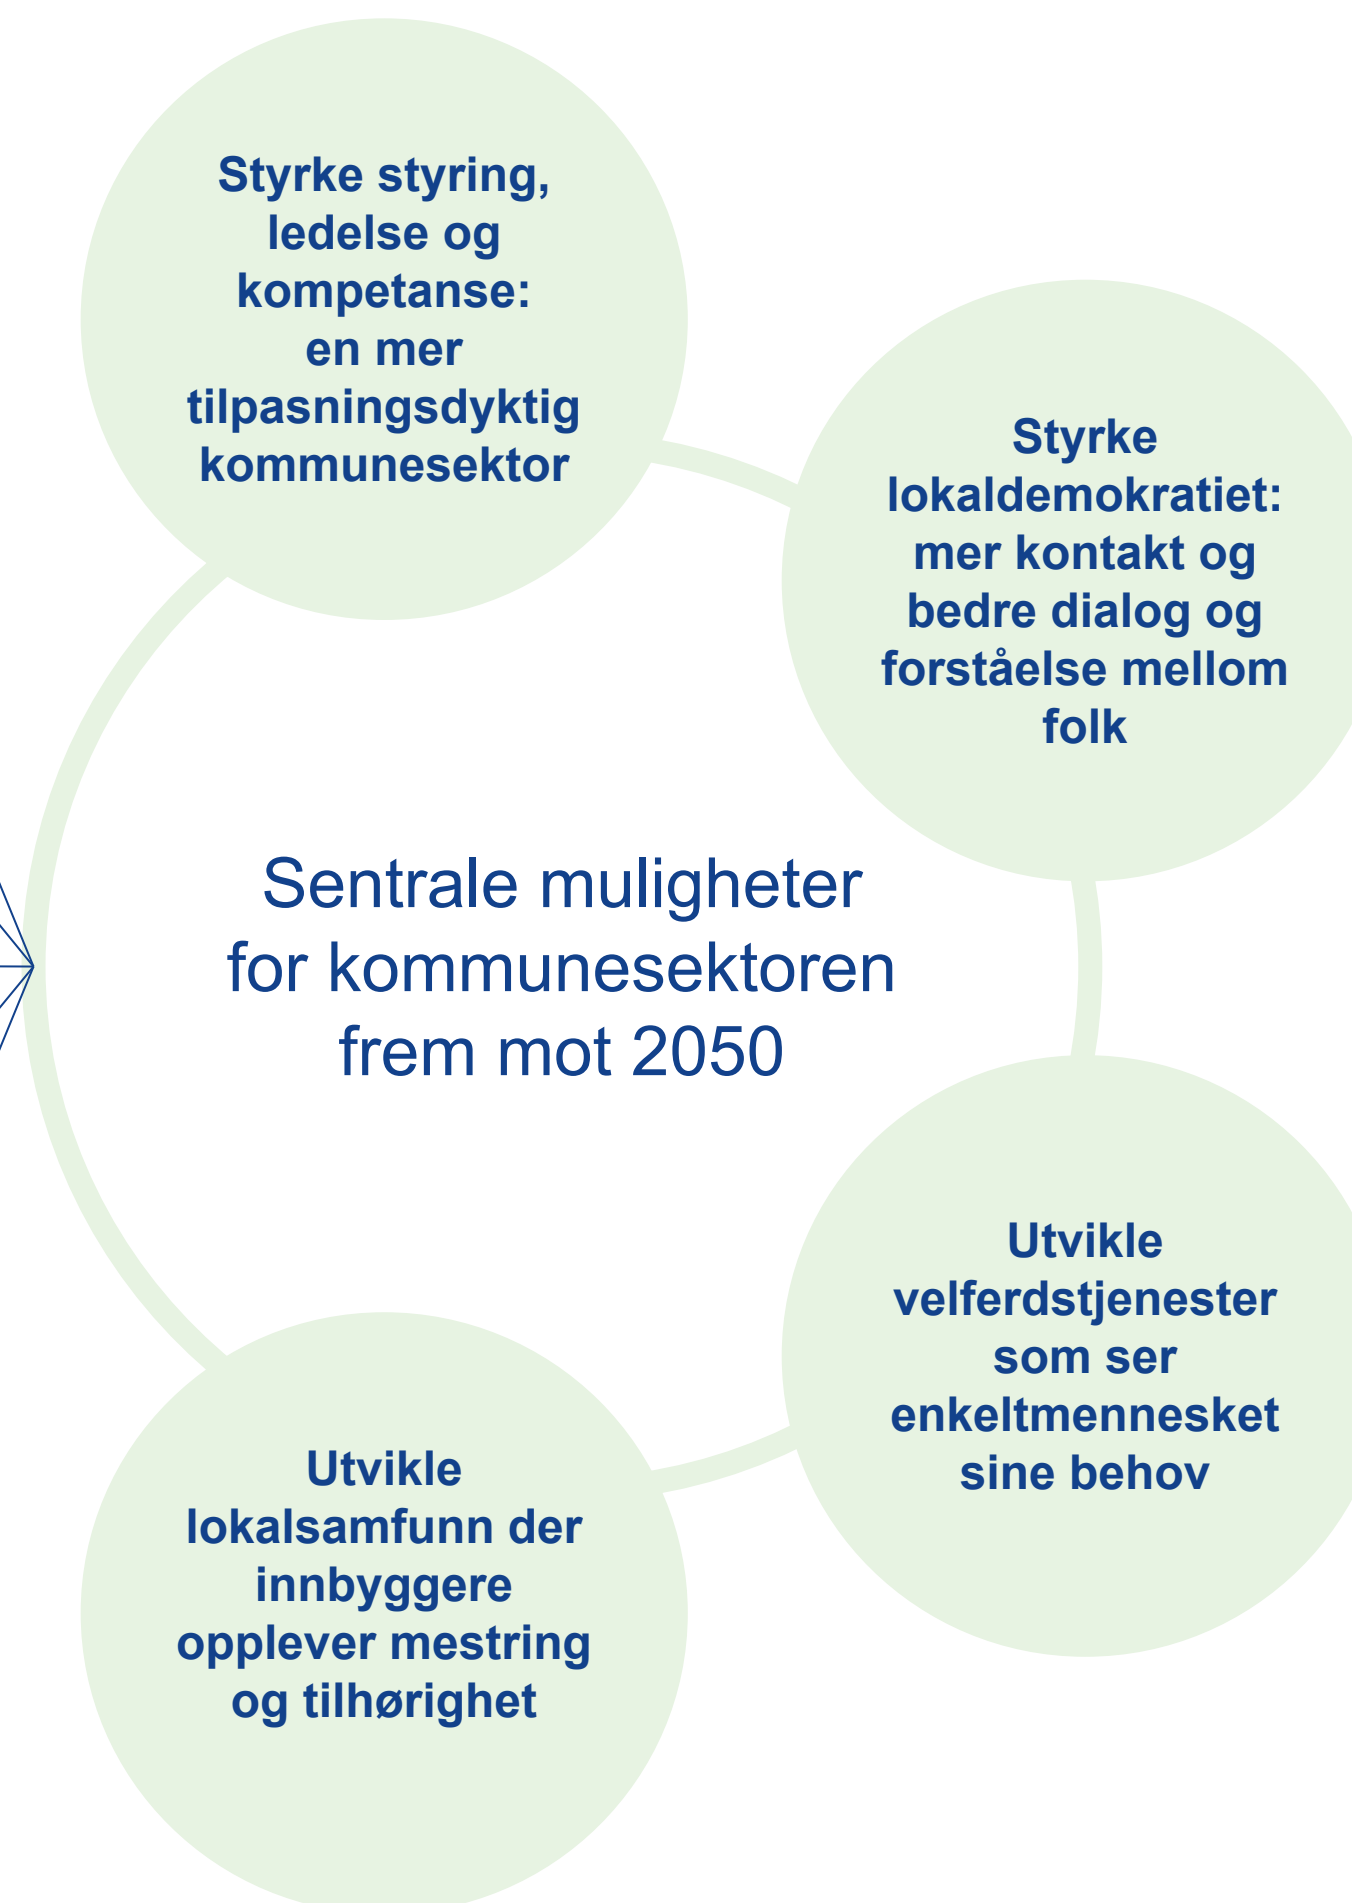 Styrke styring,
ledelse og
kompetanse:
en mer
tilpasningsdyktig
kommunesektor
Styrke
lokaldemokratiet:
mer kontakt og
bedre dialog og
forståelse mellom
folk
Sentrale muligheter
for kommunesektoren
frem mot 2050
Utvikle
velferdstjenester
som ser
enkeltmennesket
sine behov
Utvikle
lokalsamfunn der
innbyggere
opplever mestring
og tilhørighet